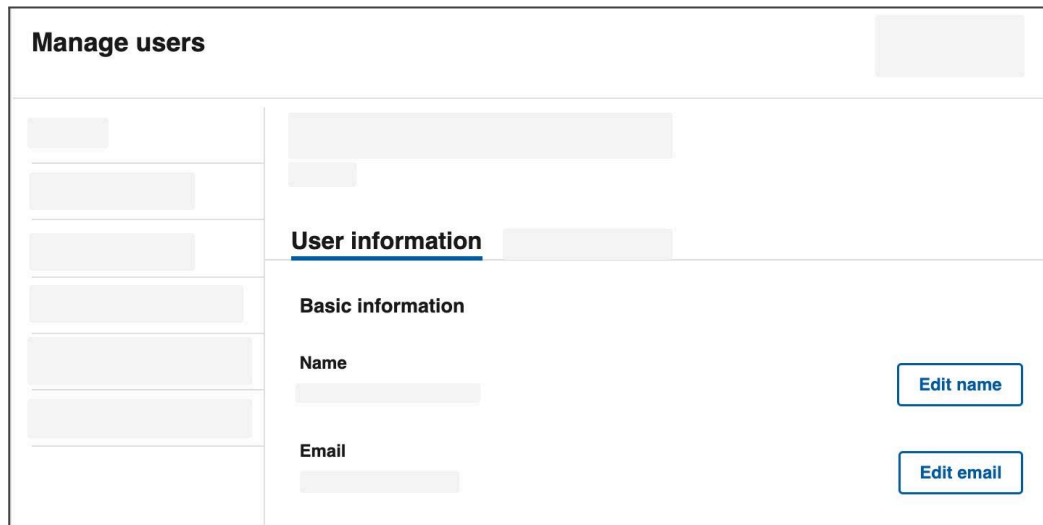 Manage users
User information
Basic information
Name
Edit name
Email
Edit email